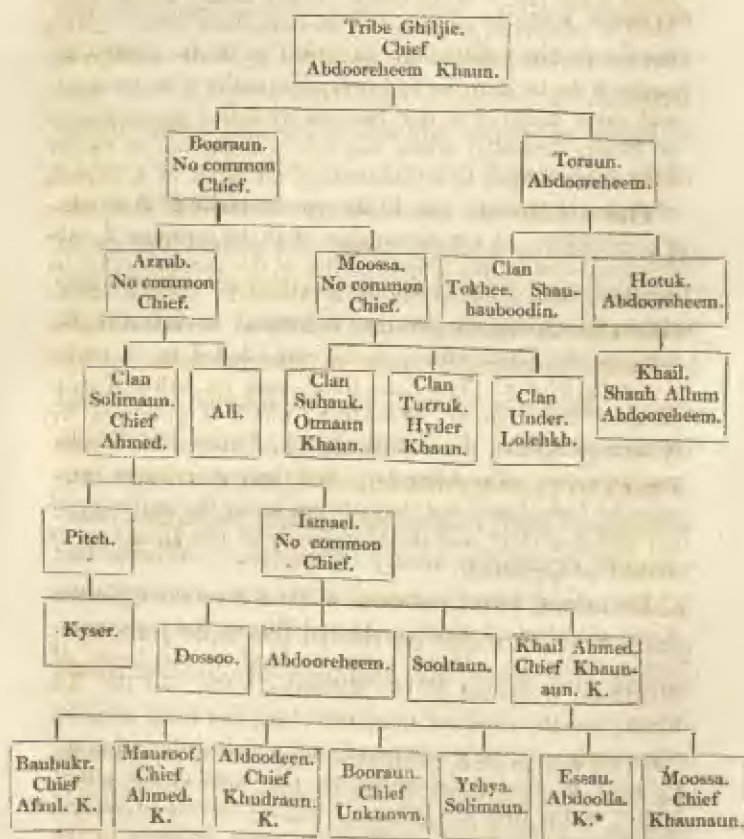 Tribe Ghiljie.
Chief
Abdooreheem Khaun.
Booraun.
No common
Chief.
Toraun.
Abdooreheem.
Azzub.
No common
Chief.
Moossa.
No common
Chief.
Clan
Tokhee. Shau-
bauboodin.
Hotuk.
Abdooreheem.
Clan
Solimaun.
Chief
Ahmed.
Ali.
Clan
Suhauk.
Otmaun
Khaun.
Clan
Turruk.
Hyder
Khaun.
Clan
Under.
Lolehkh.
Khail.
Shauh Allum
Abdooreheem.
Pitch.
Ismael.
No common
Chief.
Kyser.
Dossoo.
Abdooreheem.
Sooltaun.
Khail Ahmed.
Chief Khaun-
aun. K.
Baubukr.
Chief
Afzul. K.
Mauroof.
Chief
Ahmed.
K.
Aldoodeen.
Chief
Khudraun.
K.
Booraun.
Chief
Unknown.
Yehya.
Solimaun.
Essau.
Abdoolla.
K.*
Moossa.
Chief
Khaunaun.